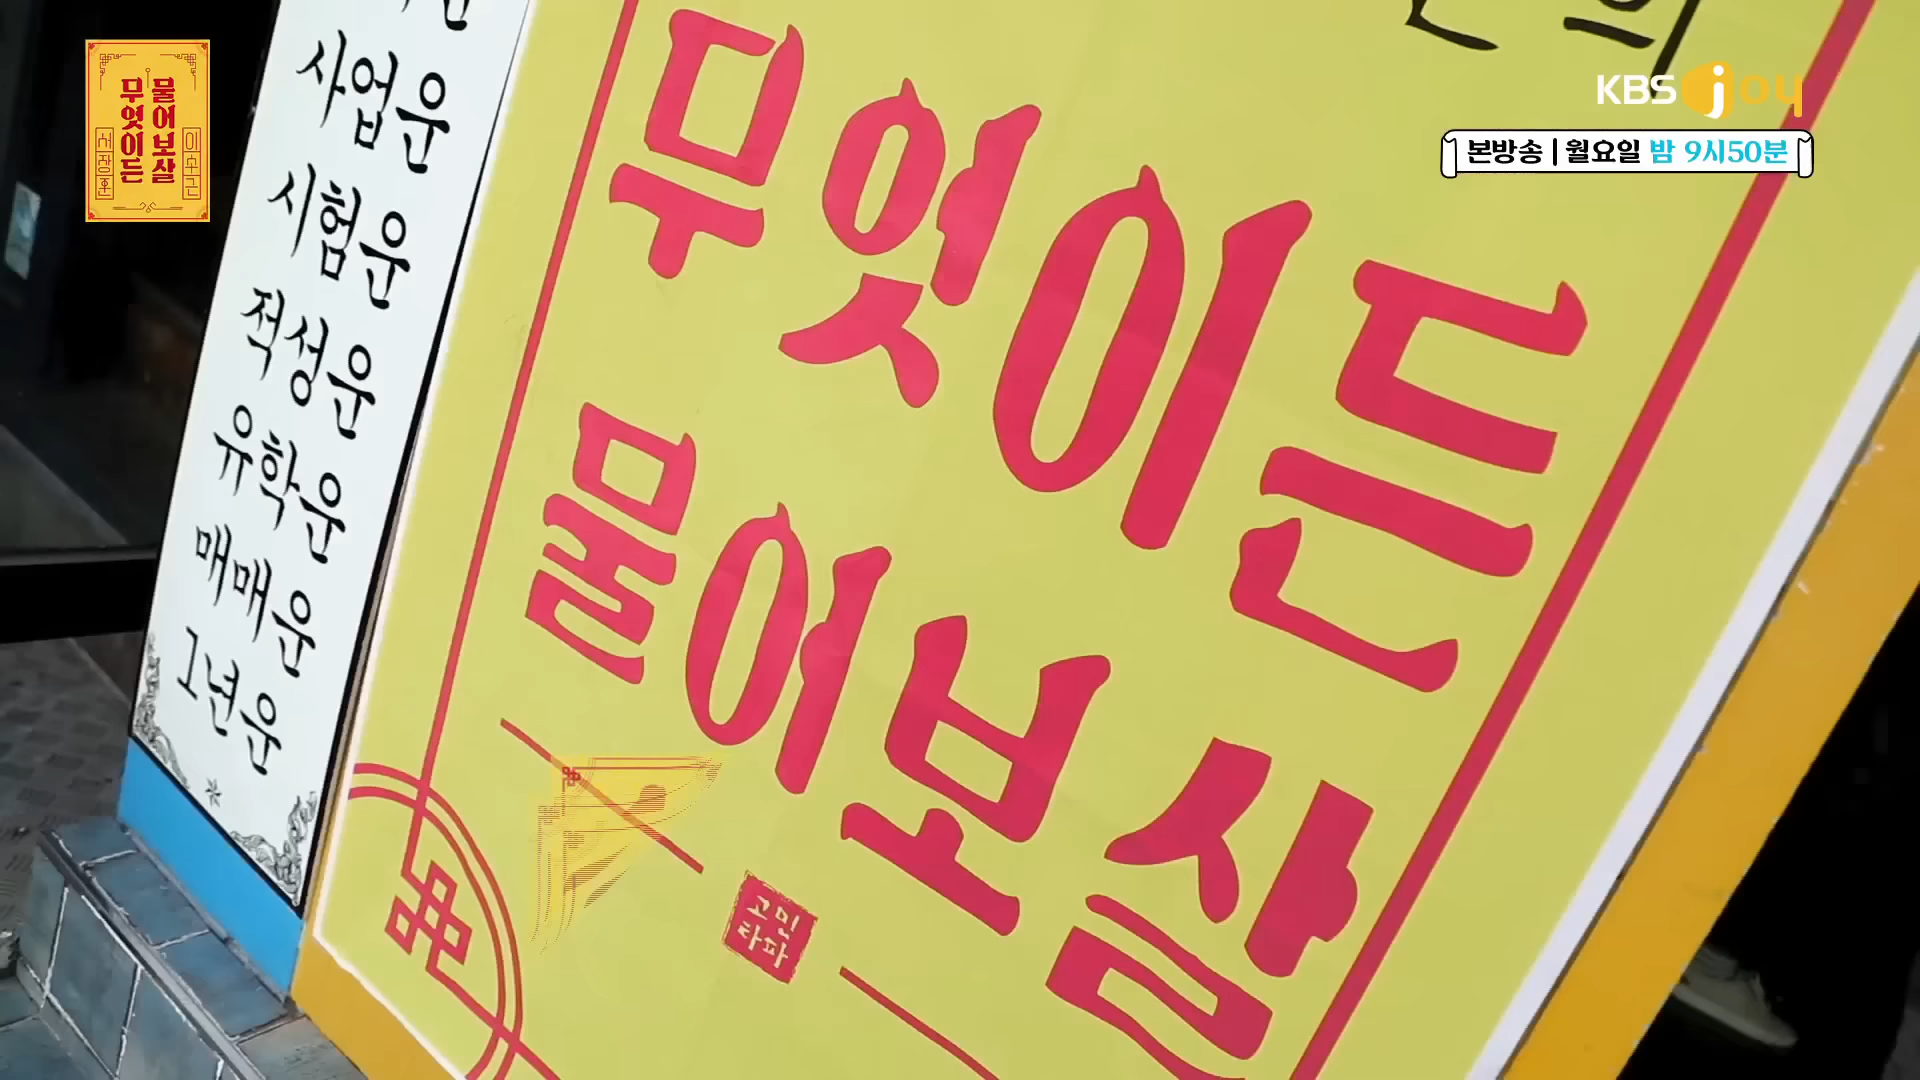 무엇이든
물어보살
서장훈
이수근
KBS joy
본방송 | 월요일 밤 9시50분
사업운
시험운
적성운
유학운
매매운
1년운
의
무엇이든
물어보살
고민
타파